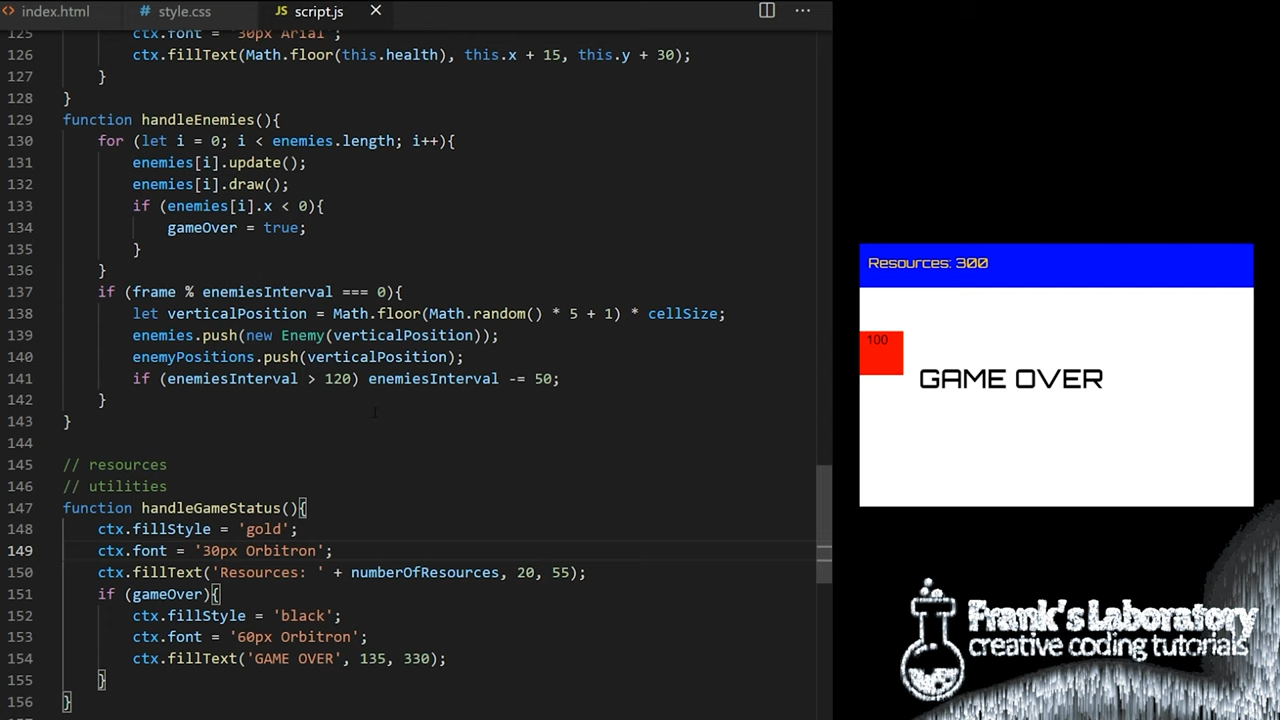 index.html
# style.css
JS script.js
125 ctx.font = '30px Arial';
126 ctx.fillText(Math.floor(this.health), this.x + 15, this.y + 30);
127 }
128 }
129 function handleEnemies(){
130 for (let i = 0; i < enemies.length; i++){
131 enemies[i].update();
132 enemies[i].draw();
133 if (enemies[i].x < 0){
134 gameOver = true;
135 }
136 }
137 if (frame % enemiesInterval === 0){
138 let verticalPosition = Math.floor(Math.random() * 5 + 1) * cellSize;
139 enemies.push(new Enemy(verticalPosition));
140 enemyPositions.push(verticalPosition);
141 if (enemiesInterval > 120) enemiesInterval -= 50;
142 }
143 }
144
145 // resources
146 // utilities
147 function handleGameStatus(){
148 ctx.fillStyle = 'gold';
149 ctx.font = '30px Orbitron';
150 ctx.fillText('Resources: ' + numberOfResources, 20, 55);
151 if (gameOver){
152 ctx.fillStyle = 'black';
153 ctx.font = '60px Orbitron';
154 ctx.fillText('GAME OVER', 135, 330);
155 }
156 }
Resources: 300
100
GAME OVER
Frank's Laboratory
creative coding tutorials